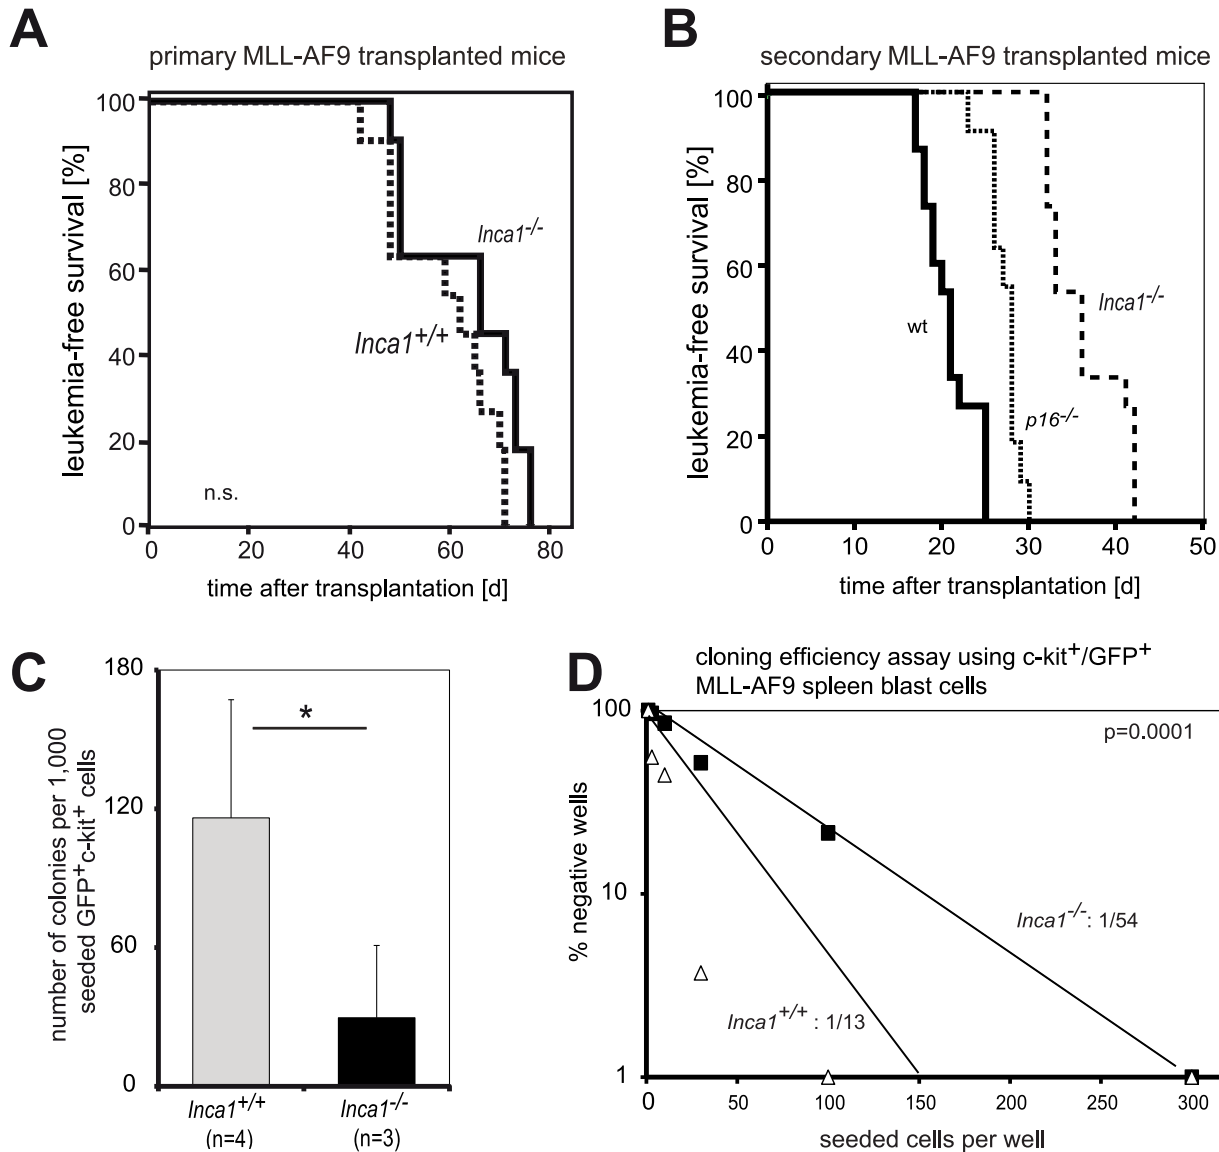 A
primary MLL-AF9 transplanted mice
leukemia-free survival [%]
100
80
60
40
20
0
Inca1-/-
Inca1+/+
n.s.
0 20 40 60 80
time after transplantation [d]
B
secondary MLL-AF9 transplanted mice
leukemia-free survival [%]
100
80
60
40
20
0
wt
p16-/-
Inca1-/-
0 10 20 30 40 50
time after transplantation [d]
C
number of colonies per 1,000
seeded GFP+c-kit+ cells
180
120
60
0
*
Inca1+/+ Inca1-/-
(n=4) (n=3)
D
cloning efficiency assay using c-kit+/GFP+
MLL-AF9 spleen blast cells
% negative wells
100
10
1
p=0.0001
Inca1-/-: 1/54
Inca1+/+ : 1/13
0 50 100 150 200 250 300
seeded cells per well